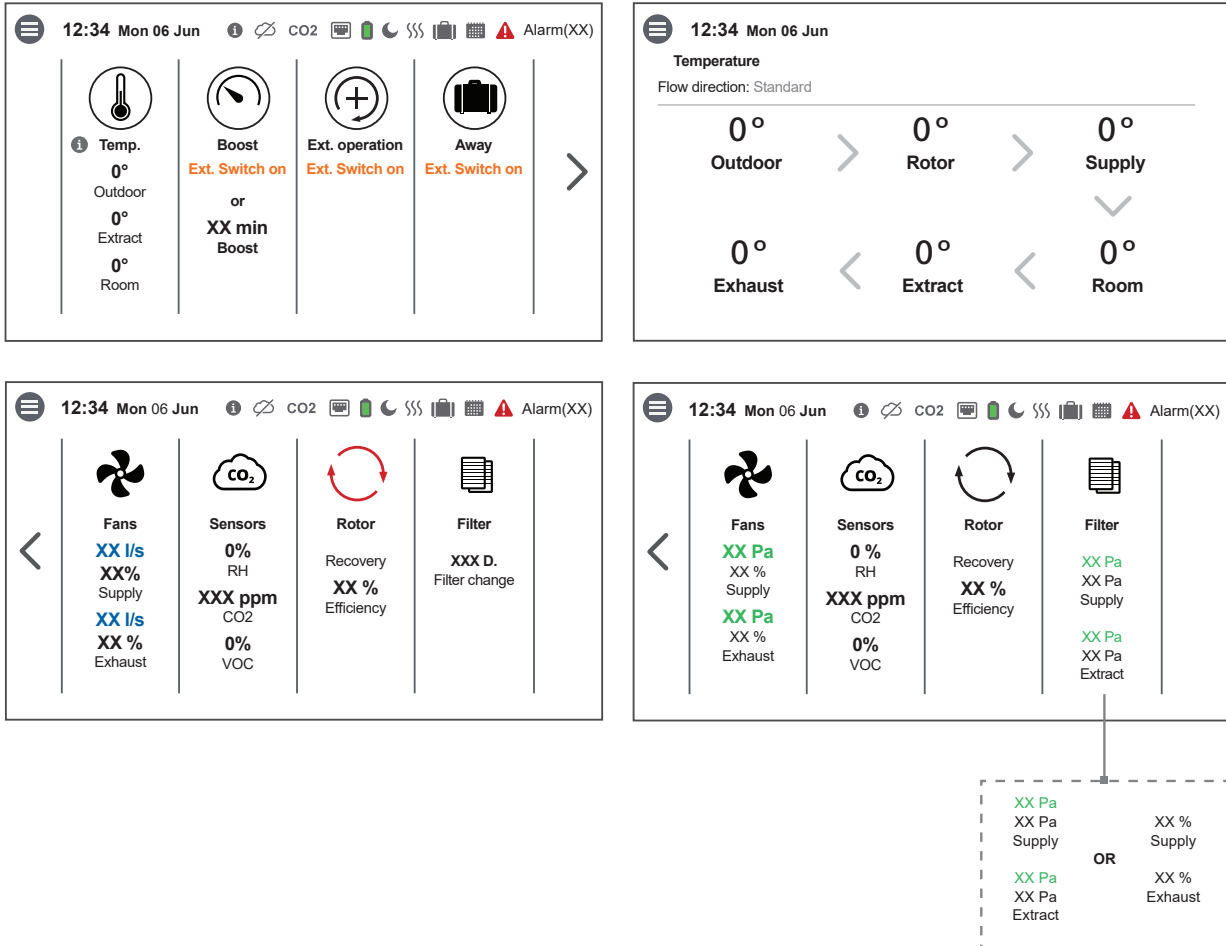 12:34 Mon 06 Jun CO2 Alarm(XX)
Temp.
0°
Outdoor
0°
Extract
0°
Room
Boost
Ext. Switch on
or
XX min
Boost
Ext. operation
Ext. Switch on
Away
Ext. Switch on
12:34 Mon 06 Jun
Temperature
Flow direction: Standard
0° 0° 0°
Outdoor Rotor Supply
0° 0° 0°
Exhaust Extract Room
12:34 Mon 06 Jun CO2 Alarm(XX)
Fans
XX l/s
XX%
Supply
XX l/s
XX %
Exhaust
CO₂
Sensors
0%
RH
XXX ppm
CO2
0%
VOC
Rotor
Recovery
XX %
Efficiency
Filter
XXX D.
Filter change
12:34 Mon 06 Jun CO2 Alarm(XX)
Fans
XX Pa
XX %
Supply
XX Pa
XX %
Exhaust
CO₂
Sensors
0 %
RH
XXX ppm
CO2
0%
VOC
Rotor
Recovery
XX %
Efficiency
Filter
XX Pa
XX Pa
Supply
XX Pa
XX Pa
Extract
XX Pa
XX Pa
Supply
XX Pa
XX Pa
Extract
OR
XX %
Supply
XX %
Exhaust